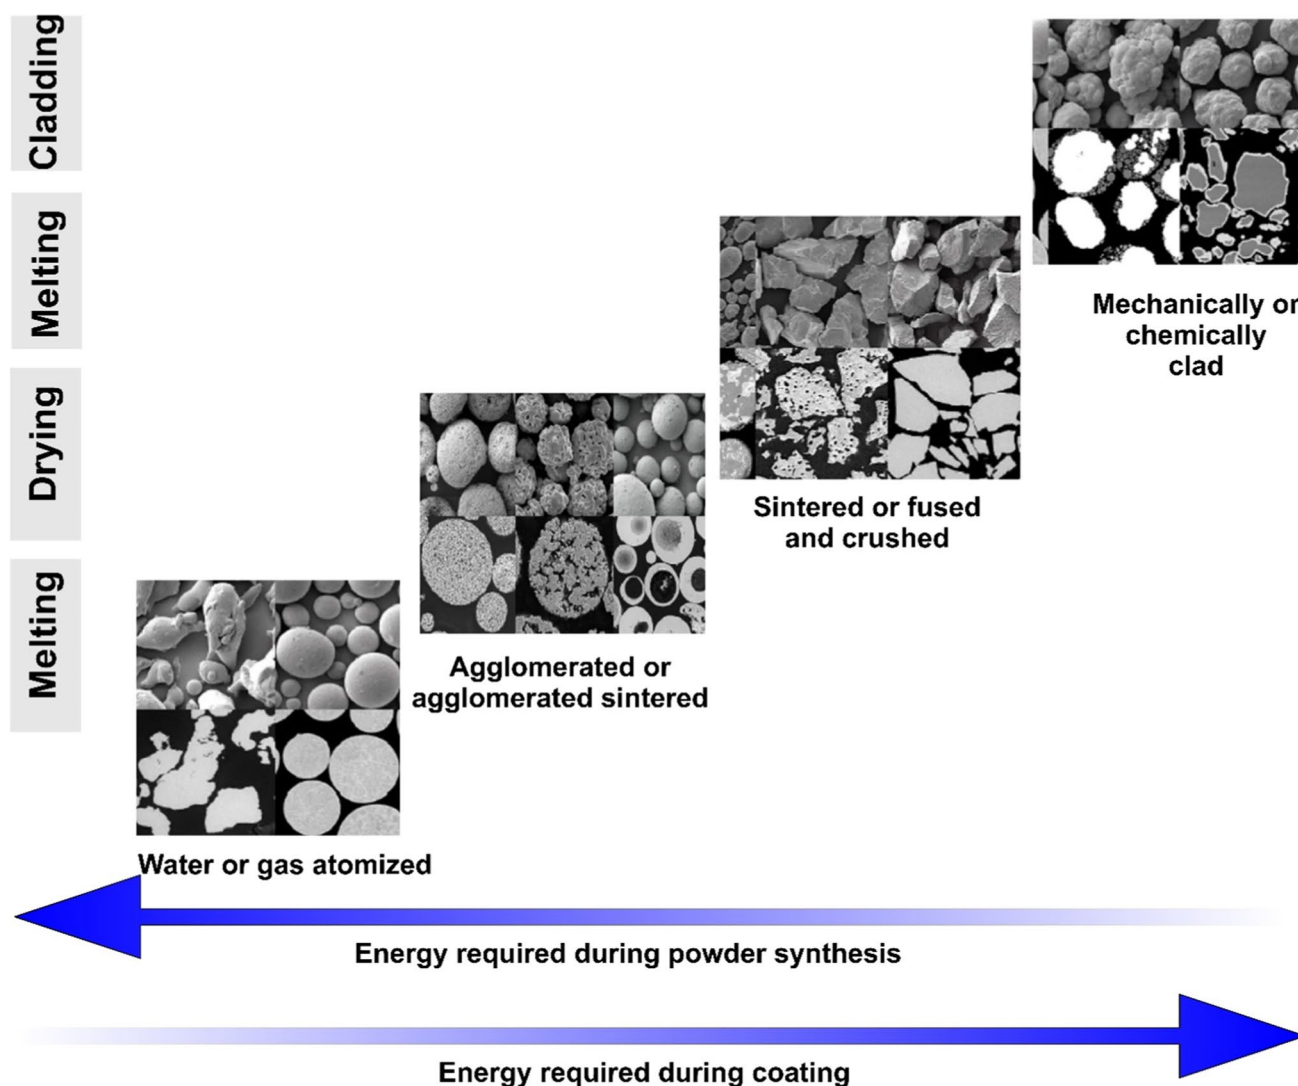 Cladding
Melting
Drying
Melting
Mechanically or
chemically
clad
Sintered or fused
and crushed
Agglomerated or
agglomerated sintered
Water or gas atomized
Energy required during powder synthesis
Energy required during coating